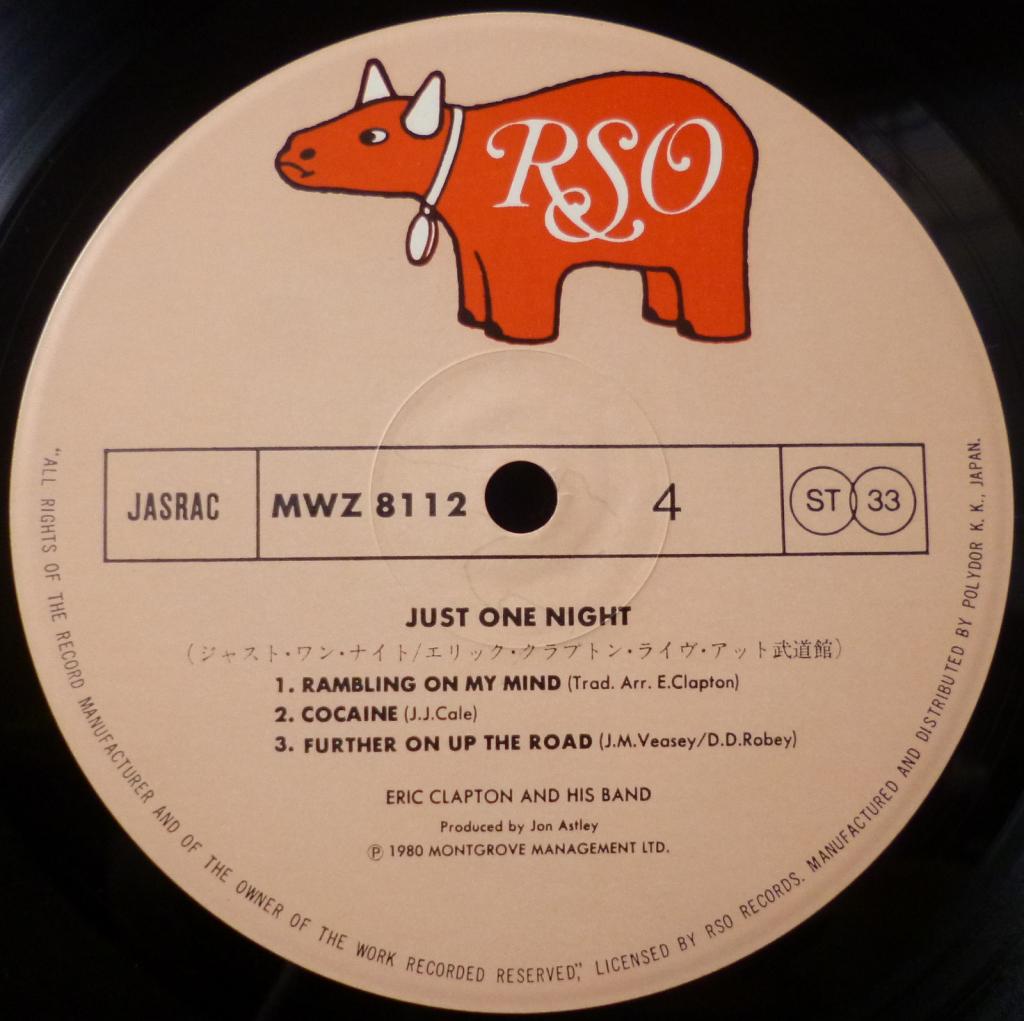 RSO
JASRAC
MWZ 8112
4
ST 33
JUST ONE NIGHT
(ジャスト・ワン・ナイト/エリック・クラプトン・ライヴ・アット武道館)
1. RAMBLING ON MY MIND (Trad. Arr. E.Clapton)
2. COCAINE (J.J.Cale)
3. FURTHER ON UP THE ROAD (J.M.Veasey/D.D.Robey)
ERIC CLAPTON AND HIS BAND
Produced by Jon Astley
℗ 1980 MONTGROVE MANAGEMENT LTD.
"ALL RIGHTS OF THE RECORD MANUFACTURER AND OF THE OWNER OF THE WORK RECORDED RESERVED", LICENSED BY RSO RECORDS. MANUFACTURED AND DISTRIBUTED BY POLYDOR K. K., JAPAN.